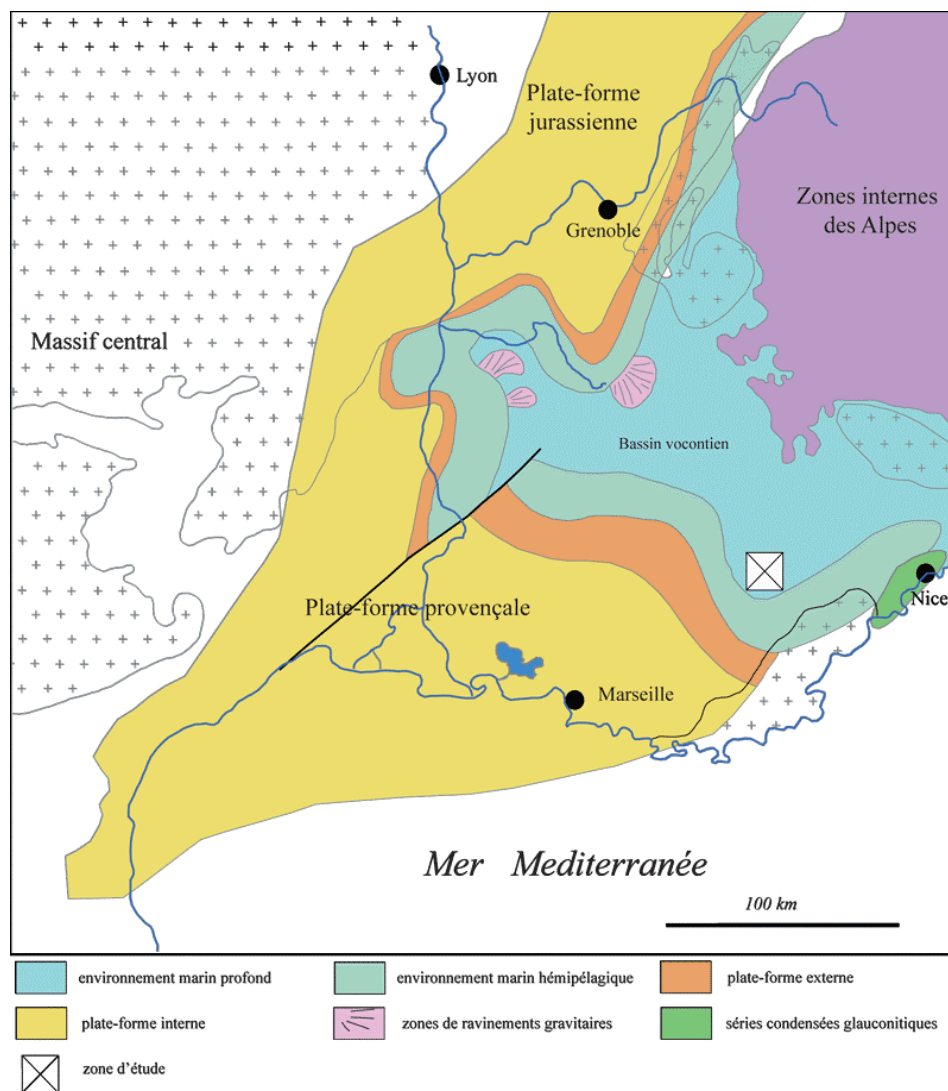 Lyon
Plate-forme
jurassienne
Zones internes
des Alpes
Grenoble
Massif central
Bassin vocontien
Nice
Plate-forme provençale
Marseille
Mer Mediterranée
100 km
environnement marin profond
environnement marin hémipélagique
plate-forme externe
plate-forme interne
zones de ravinements gravitaires
séries condensées glauconitiques
zone d'étude